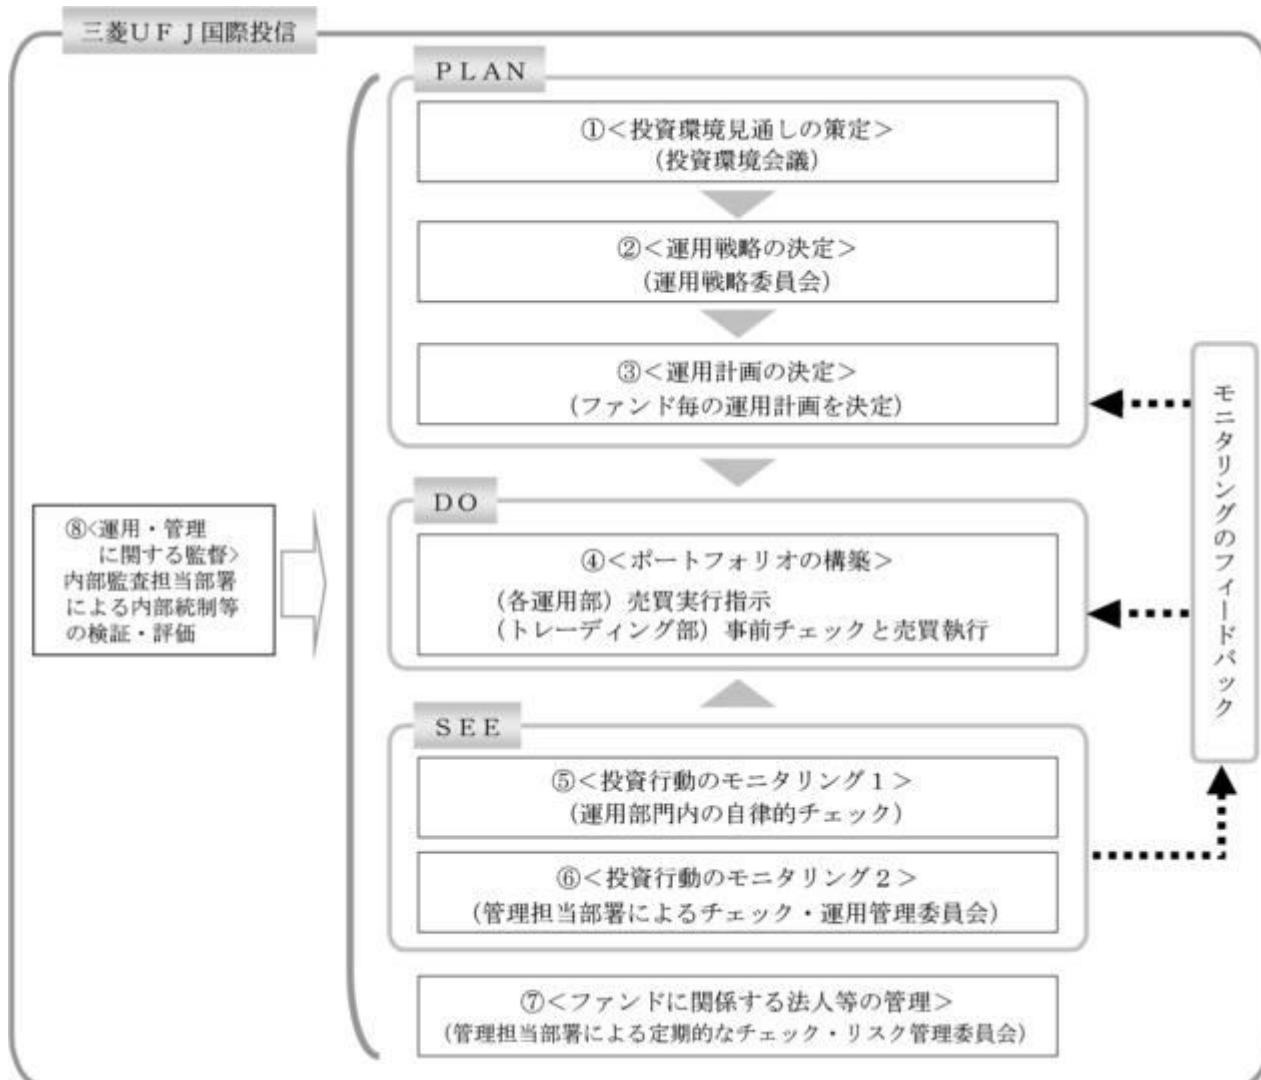 三菱ＵＦＪ国際投信
ＰＬＡＮ
①＜投資環境見通しの策定＞
（投資環境会議）
②＜運用戦略の決定＞
（運用戦略委員会）
③＜運用計画の決定＞
（ファンド毎の運用計画を決定）
ＤＯ
④＜ポートフォリオの構築＞
（各運用部）売買実行指示
（トレーディング部）事前チェックと売買執行
ＳＥＥ
⑤＜投資行動のモニタリング１＞
（運用部門内の自律的チェック）
⑥＜投資行動のモニタリング２＞
（管理担当部署によるチェック・運用管理委員会）
⑦＜ファンドに関係する法人等の管理＞
（管理担当部署による定期的なチェック・リスク管理委員会）
⑧<運用・管理
に関する監督>
内部監査担当部署
による内部統制等
の検証・評価
モニタリングのフィードバック